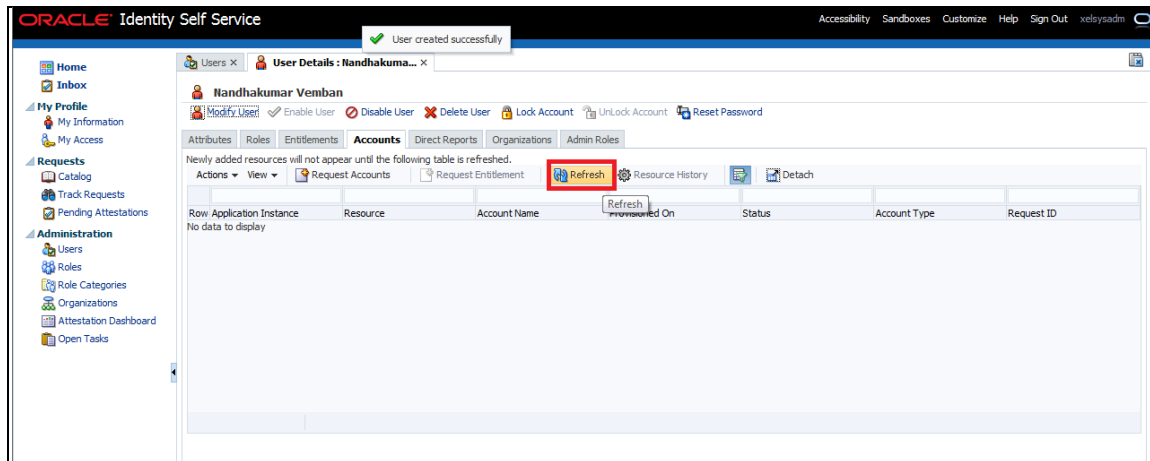 ORACLE Identity Self Service
Accessibility Sandboxes Customize Help Sign Out xelsysadm
User created successfully
Home
Inbox
My Profile
My Information
My Access
Requests
Catalog
Track Requests
Pending Attestations
Administration
Users
Roles
Role Categories
Organizations
Attestation Dashboard
Open Tasks
Users × User Details : Nandhakuma... ×
Nandhakumar Vemban
Modify User Enable User Disable User Delete User Lock Account UnLock Account Reset Password
Attributes Roles Entitlements Accounts Direct Reports Organizations Admin Roles
Newly added resources will not appear until the following table is refreshed.
Actions View Request Accounts Request Entitlement Refresh Resource History Detach
Refresh
Row Application Instance Resource Account Name Provisioned On Status Account Type Request ID
No data to display